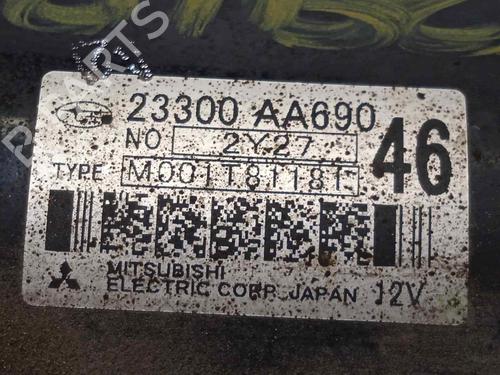 23300 AA690
NO 2Y27
46
TYPE M001T81181
MITSUBISHI
ELECTRIC CORP. JAPAN 12V